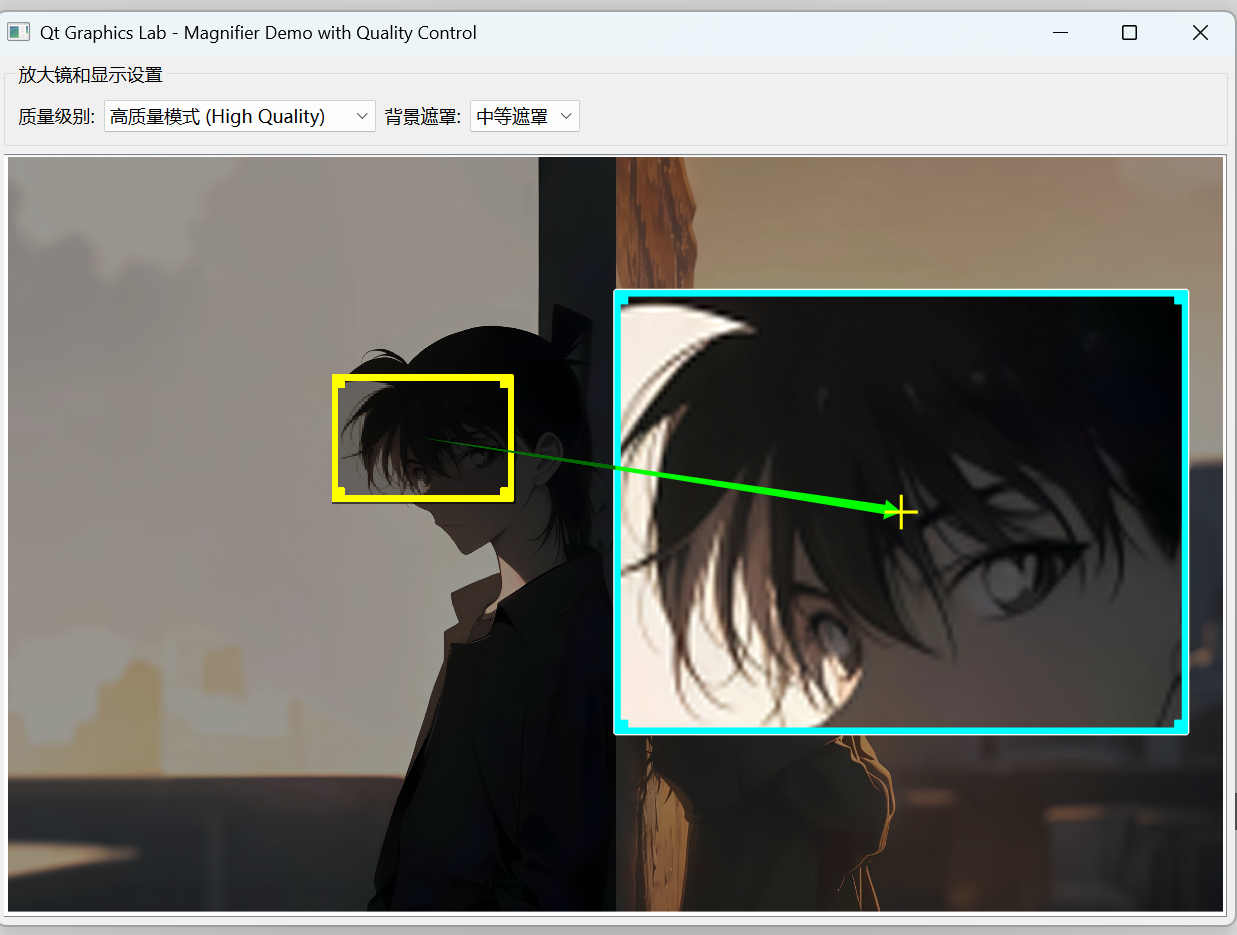 Qt Graphics Lab - Magnifier Demo with Quality Control
放大镜和显示设置
质量级别: 高质量模式 (High Quality) 背景遮罩: 中等遮罩